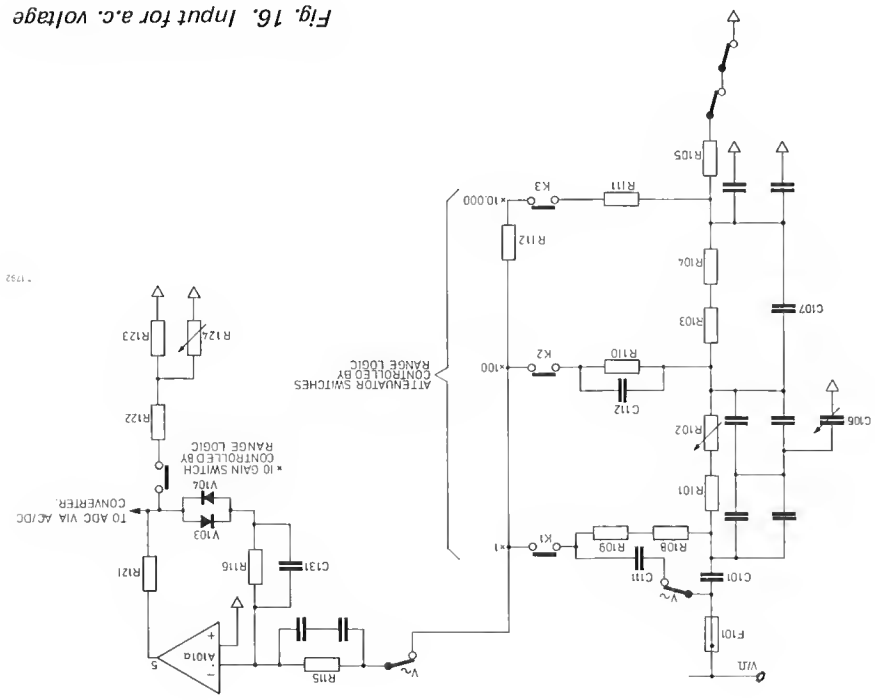 V/Ω
F101
V~
R115
A101a
-
+
5
C101
V~
C111
C131
R108
R109
K1
×1
R116
R121
R101
V103
TO ADC VIA AC/DC
CONVERTER.
V104
×10 GAIN SWITCH
CONTROLLED BY
RANGE LOGIC
C106
R102
C112
R110
K2
×100
ATTENUATOR SWITCHES
CONTROLLED BY
RANGE LOGIC
R122
R103
R124
R123
C107
R104
R112
R111
K3
×10.000
R105
Fig. 16. Input for a.c. voltage